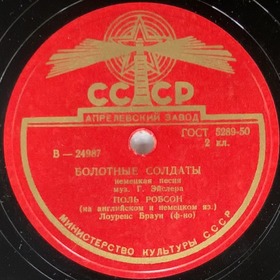 СССР
АПРЕЛЕВСКИЙ ЗАВОД
ГОСТ 5289-50
2 кл.
В — 24987
БОЛОТНЫЕ СОЛДАТЫ
немецкая песня
муз. Г. Эйслера
ПОЛЬ РОБСОН
(на английском и немецком яз.)
Лоуренс Браун (ф-но)
МИНИСТЕРСТВО КУЛЬТУРЫ СССР